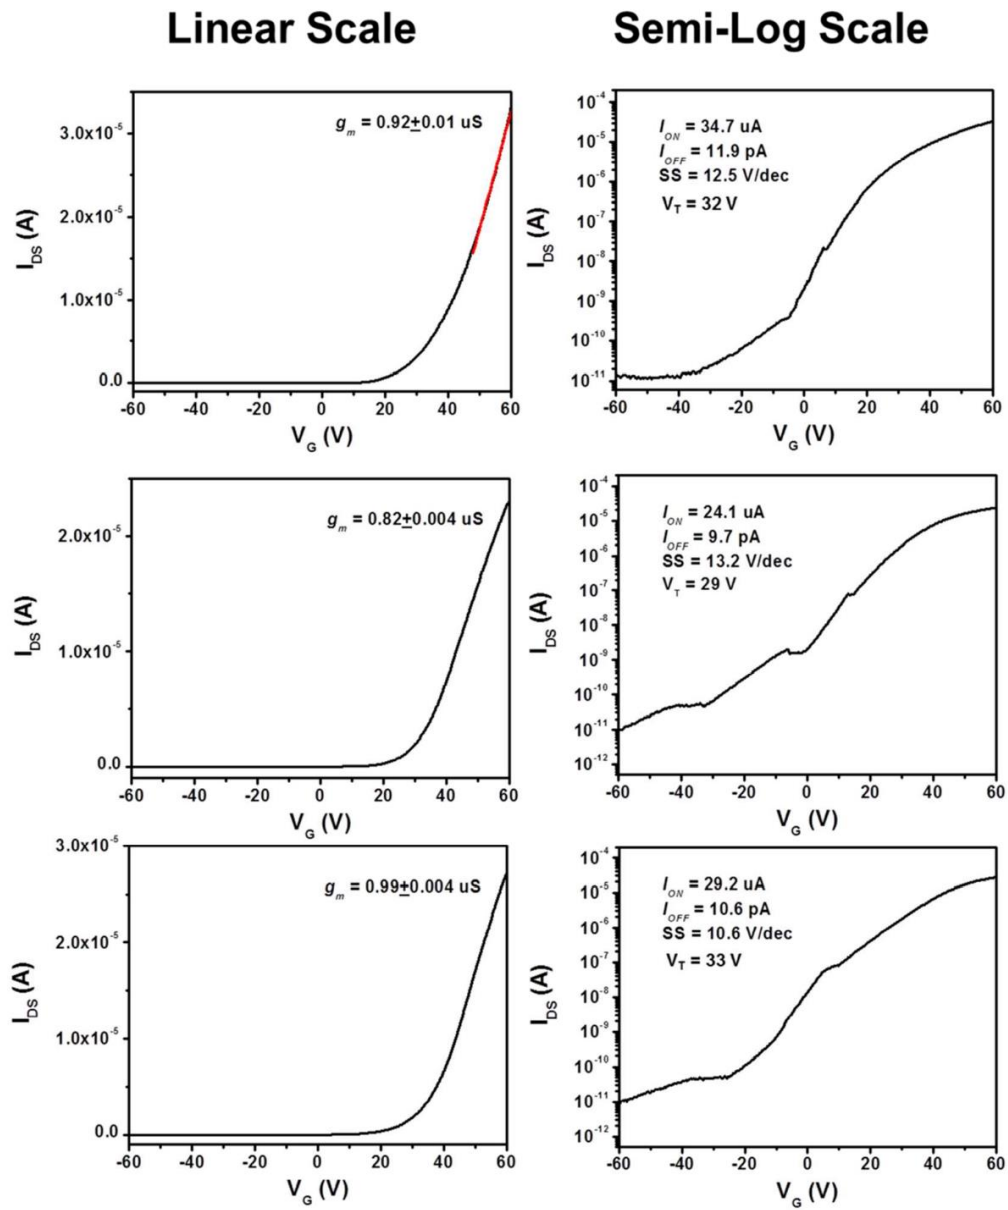 Linear Scale
Semi-Log Scale
g_m = 0.92±0.01 uS
3.0x10⁻⁵
2.0x10⁻⁵
1.0x10⁻⁵
0.0
I_DS (A)
-60 -40 -20 0 20 40 60
V_G (V)
I_ON = 34.7 uA
I_OFF = 11.9 pA
SS = 12.5 V/dec
V_T = 32 V
10⁻⁴
10⁻⁵
10⁻⁶
10⁻⁷
10⁻⁸
10⁻⁹
10⁻¹⁰
10⁻¹¹
I_DS (A)
-60 -40 -20 0 20 40 60
V_G (V)
g_m = 0.82±0.004 uS
2.0x10⁻⁵
1.0x10⁻⁵
0.0
I_DS (A)
-60 -40 -20 0 20 40 60
V_G (V)
I_ON = 24.1 uA
I_OFF = 9.7 pA
SS = 13.2 V/dec
V_T = 29 V
10⁻⁴
10⁻⁵
10⁻⁶
10⁻⁷
10⁻⁸
10⁻⁹
10⁻¹⁰
10⁻¹¹
10⁻¹²
I_DS (A)
-60 -40 -20 0 20 40 60
V_G (V)
g_m = 0.99±0.004 uS
3.0x10⁻⁵
2.0x10⁻⁵
1.0x10⁻⁵
0.0
I_DS (A)
-60 -40 -20 0 20 40 60
V_G (V)
I_ON = 29.2 uA
I_OFF = 10.6 pA
SS = 10.6 V/dec
V_T = 33 V
10⁻⁴
10⁻⁵
10⁻⁶
10⁻⁷
10⁻⁸
10⁻⁹
10⁻¹⁰
10⁻¹¹
10⁻¹²
I_DS (A)
-60 -40 -20 0 20 40 60
V_G (V)